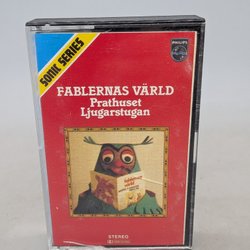 SONIC SERIES
PHILIPS
FABLERNAS VÄRLD
Prathuset
Ljugarstugan
STEREO